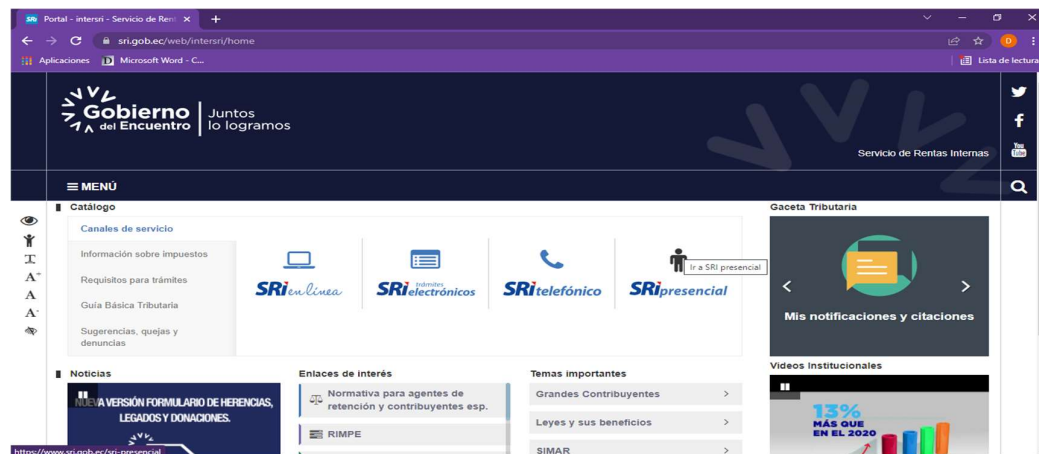 SRi Portal - intersri - Servicio de Ren
sri.gob.ec/web/intersri/home
D
Aplicaciones
Microsoft Word - C...
Lista de lectura
Gobierno
del Encuentro
Juntos
lo logramos
f
You
Tube
Servicio de Rentas Internas
MENÚ
Catálogo
Canales de servicio
Información sobre impuestos
Requisitos para trámites
Guía Básica Tributaria
Sugerencias, quejas y
denuncias
T
A+
A
A-
SRi en línea
SRi trámites electrónicos
SRi telefónico
SRi presencial
Ir a SRI presencial
Gaceta Tributaria
Mis notificaciones y citaciones
Noticias
NUEVA VERSIÓN FORMULARIO DE HERENCIAS,
LEGADOS Y DONACIONES.
Enlaces de interés
Normativa para agentes de
retención y contribuyentes esp.
RIMPE
Temas importantes
Grandes Contribuyentes
Leyes y sus beneficios
SIMAR
Videos Institucionales
13%
MÁS QUE
EN EL 2020
https://www.sri.gob.ec/sri-presencial